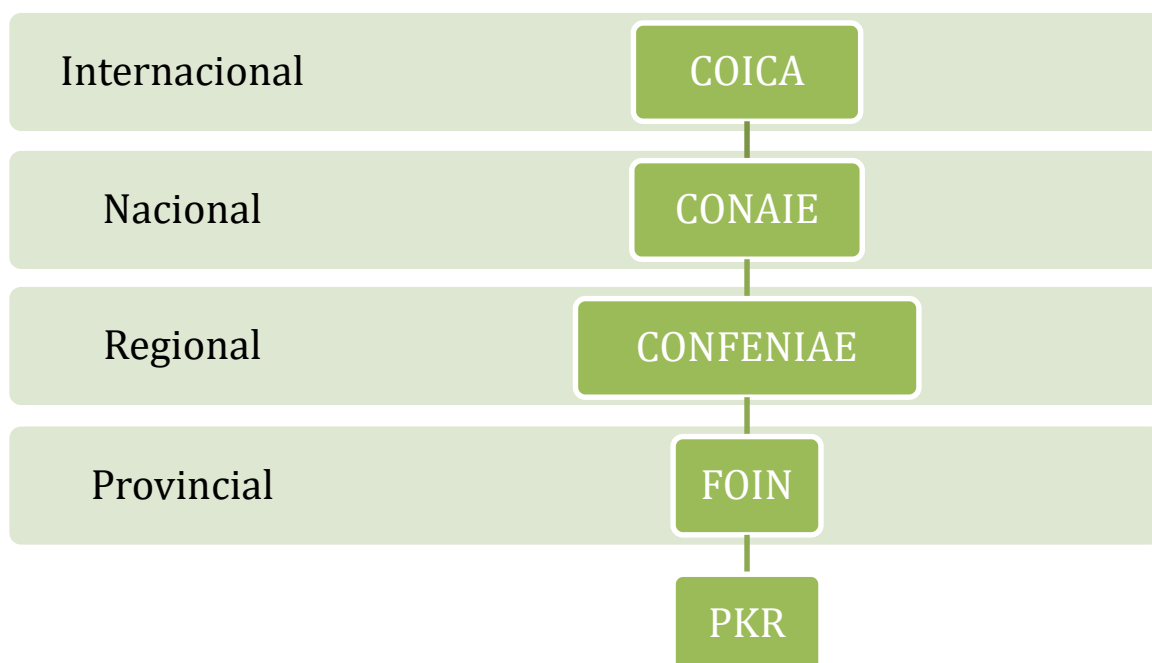 Internacional COICA
Nacional CONAIE
Regional CONFENIAE
Provincial FOIN
PKR